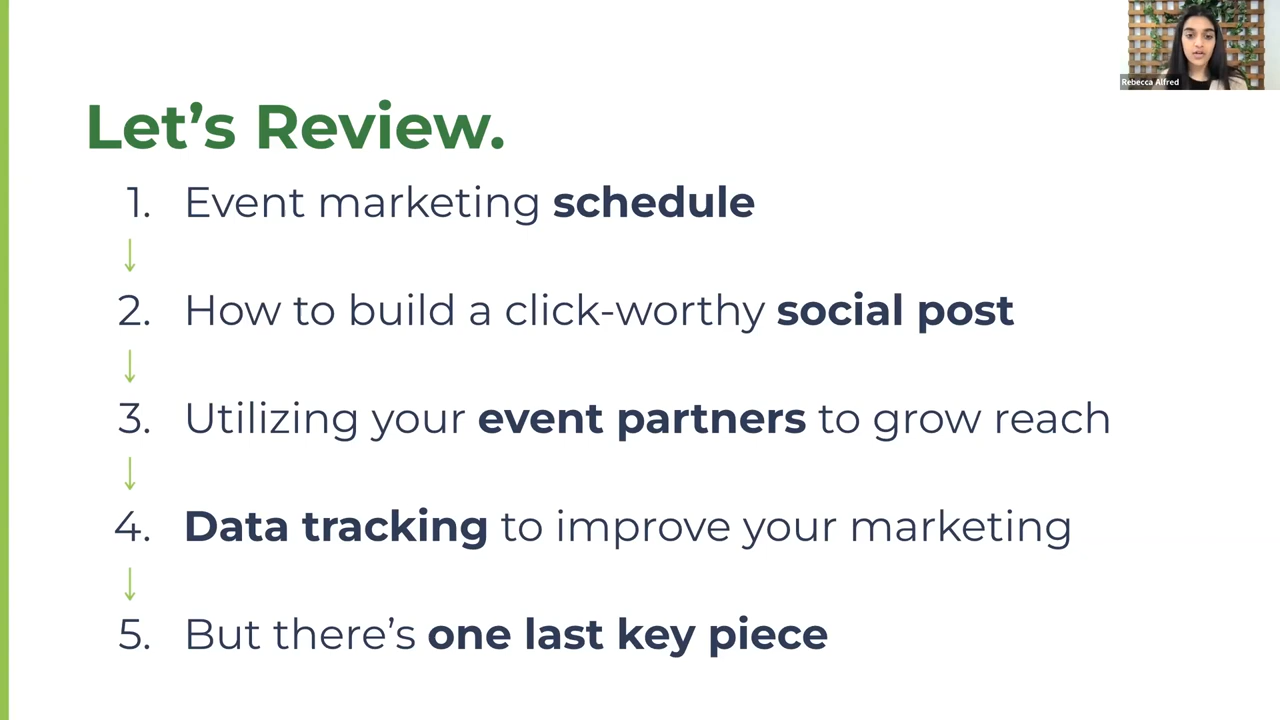 Rebecca Alfred
Let's Review.
1. Event marketing schedule
↓
2. How to build a click-worthy social post
↓
3. Utilizing your event partners to grow reach
↓
4. Data tracking to improve your marketing
↓
5. But there's one last key piece